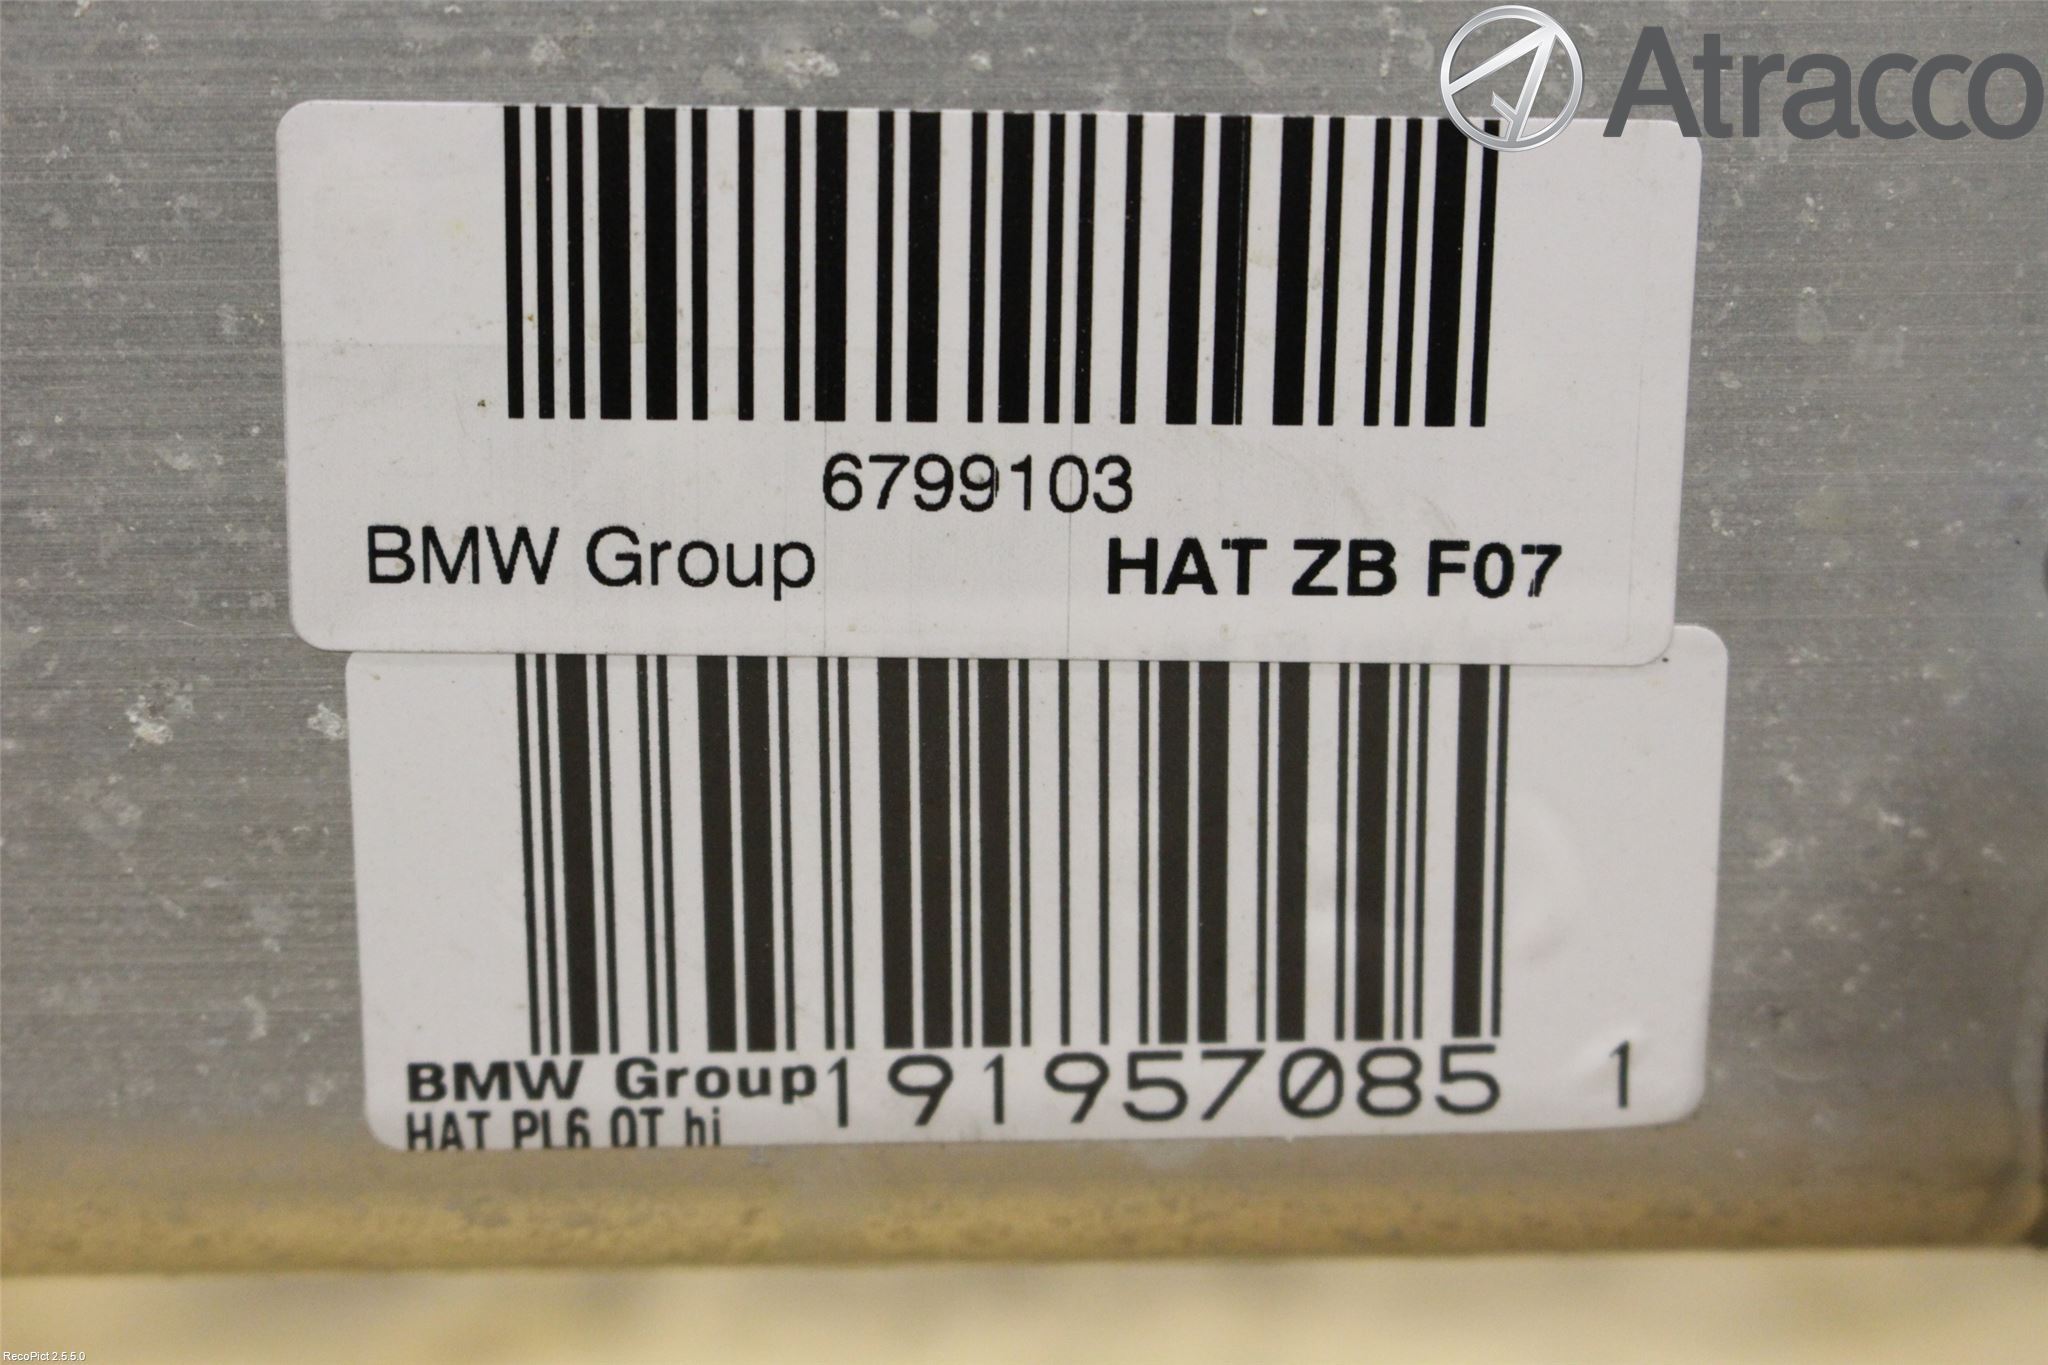 Atracco
6799103
BMW Group HAT ZB F07
BMW Group 191957085 1
HAT PL6 QT hi
RecoPict 2.5.5.0